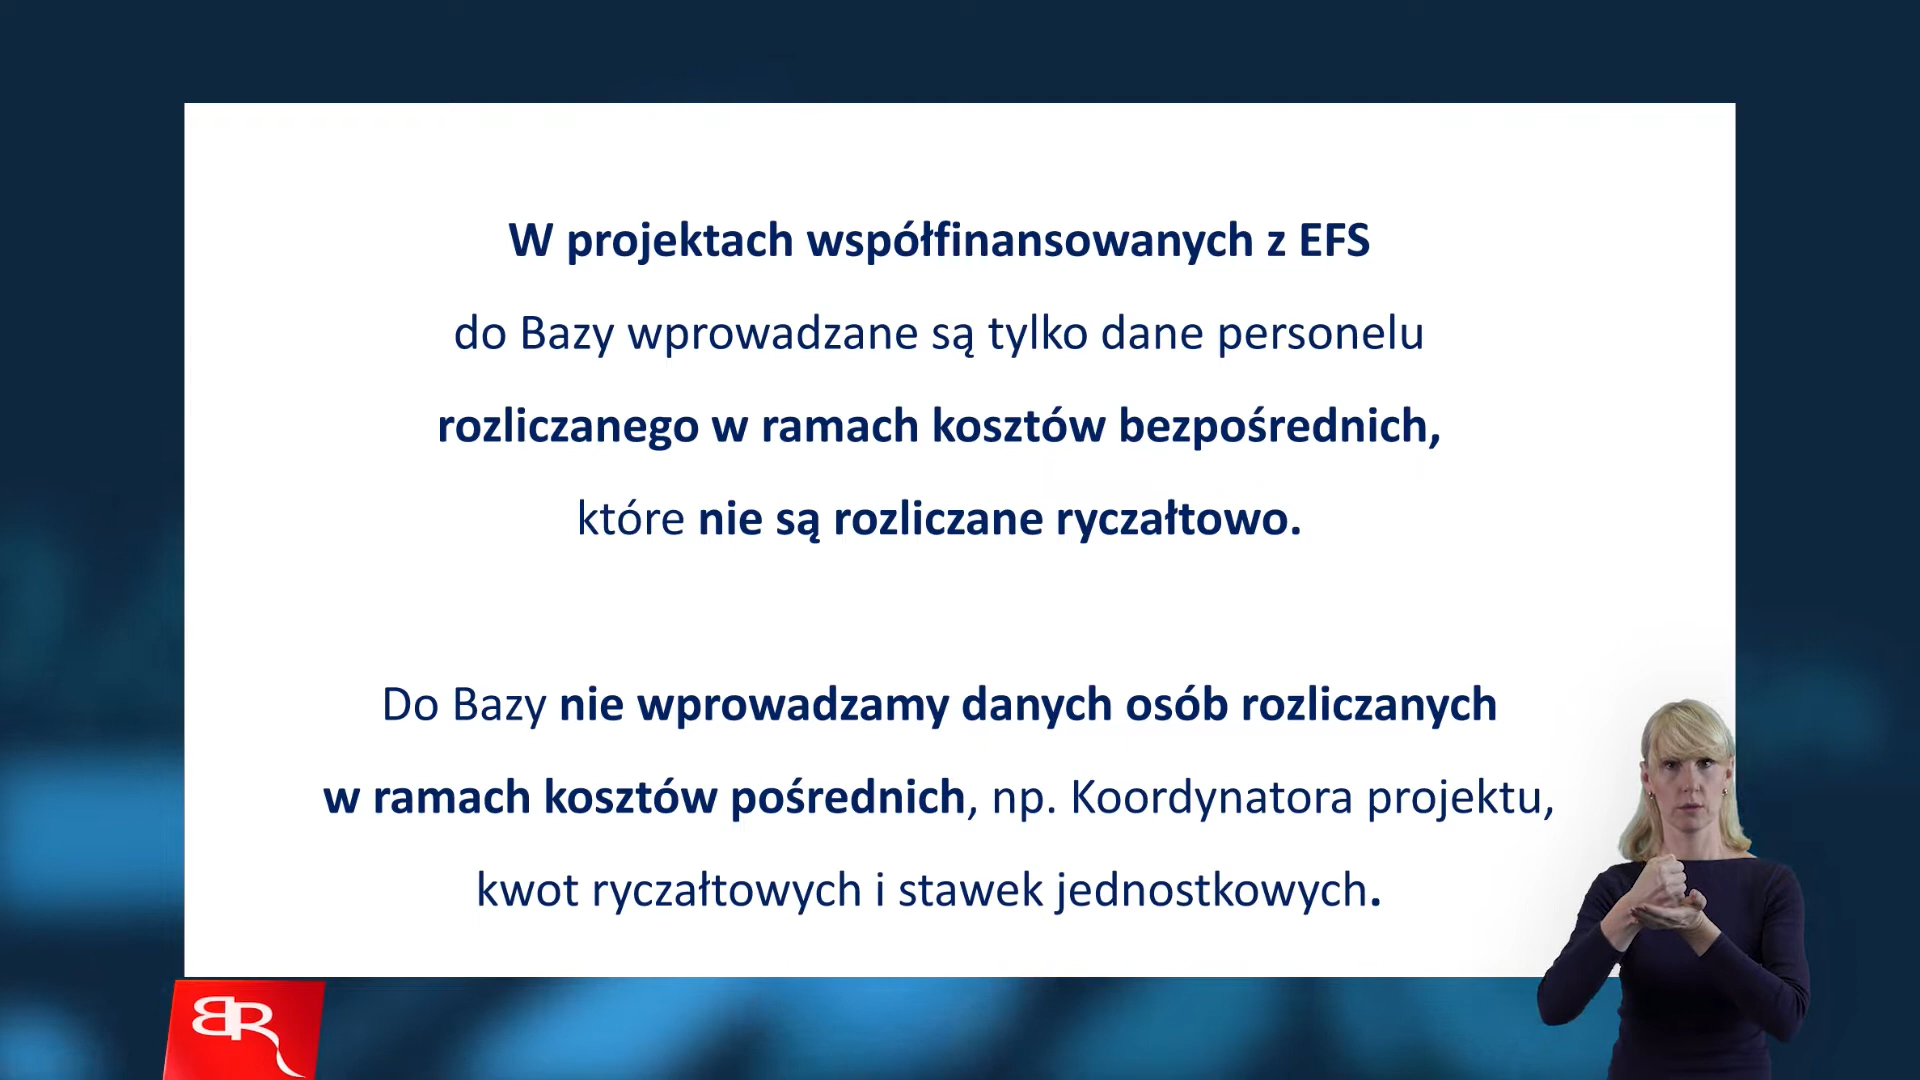 W projektach współfinansowanych z EFS
do Bazy wprowadzane są tylko dane personelu
rozliczanego w ramach kosztów bezpośrednich,
które nie są rozliczane ryczałtowo.
Do Bazy nie wprowadzamy danych osób rozliczanych
w ramach kosztów pośrednich, np. Koordynatora projektu,
kwot ryczałtowych i stawek jednostkowych.
BR